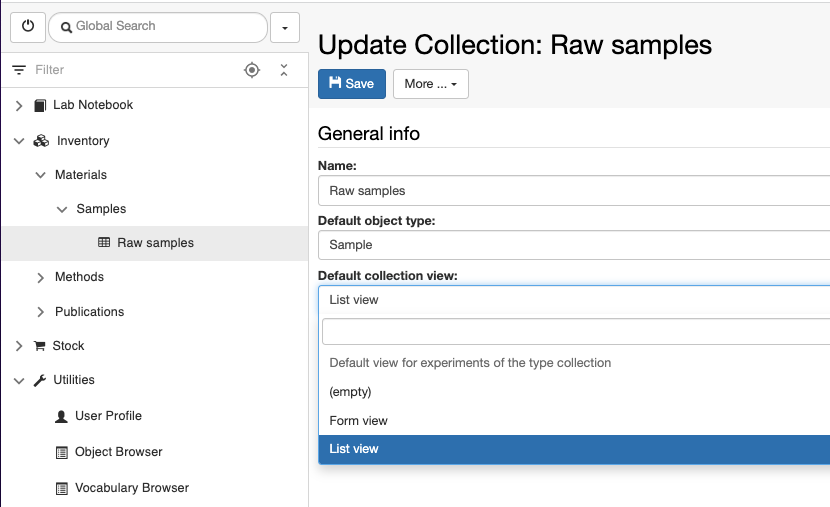 Global Search
Filter
Lab Notebook
Inventory
Materials
Samples
Raw samples
Methods
Publications
Stock
Utilities
User Profile
Object Browser
Vocabulary Browser
Update Collection: Raw samples
Save
More ...
General info
Name:
Raw samples
Default object type:
Sample
Default collection view:
List view
Default view for experiments of the type collection
(empty)
Form view
List view